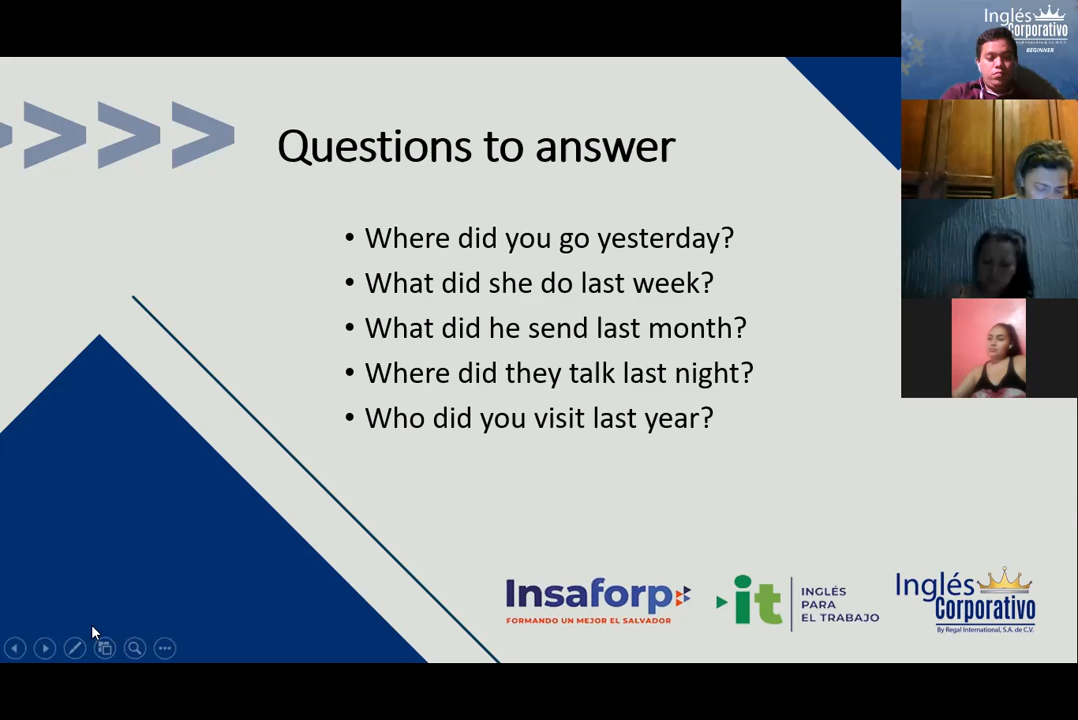 Questions to answer
• Where did you go yesterday?
• What did she do last week?
• What did he send last month?
• Where did they talk last night?
• Who did you visit last year?
Insaforp
FORMANDO UN MEJOR EL SALVADOR
it
INGLÉS
PARA
EL TRABAJO
Inglés
Corporativo
By Regal International, S.A. de C.V.
Inglés
Corporativo
BEGINNER